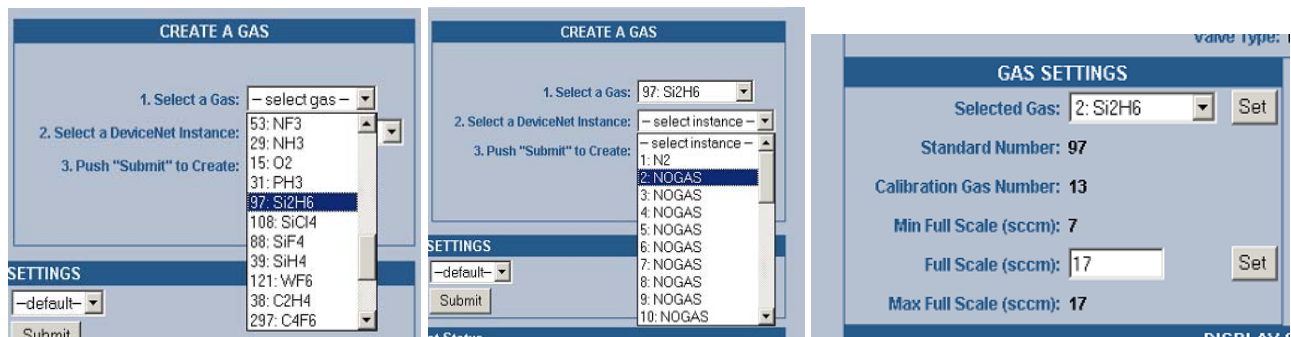 CREATE A GAS
1. Select a Gas: – select gas –
53: NF3
29: NH3
2. Select a DeviceNet Instance:
15: O2
3. Push "Submit" to Create:
31: PH3
97: Si2H6
108: SiCl4
88: SiF4
39: SiH4
121: WF6
38: C2H4
297: C4F6
SETTINGS
–default–
Submit
CREATE A GAS
1. Select a Gas: 97: Si2H6
2. Select a DeviceNet Instance: – select instance –
3. Push "Submit" to Create:
– select instance –
1: N2
2: NOGAS
3: NOGAS
4: NOGAS
5: NOGAS
6: NOGAS
7: NOGAS
8: NOGAS
9: NOGAS
10: NOGAS
SETTINGS
–default–
Submit
Valve Type:
GAS SETTINGS
Selected Gas: 2: Si2H6 Set
Standard Number: 97
Calibration Gas Number: 13
Min Full Scale (sccm): 7
Full Scale (sccm): 17 Set
Max Full Scale (sccm): 17